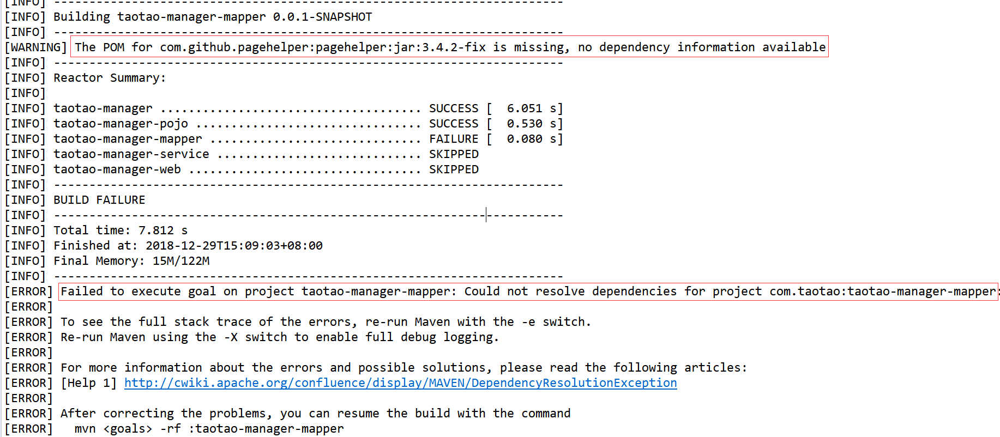 [INFO] ------------------------------------------------------------------------
[INFO] Building taotao-manager-mapper 0.0.1-SNAPSHOT
[INFO] ------------------------------------------------------------------------
[WARNING] The POM for com.github.pagehelper:pagehelper:jar:3.4.2-fix is missing, no dependency information available
[INFO] ------------------------------------------------------------------------
[INFO] Reactor Summary:
[INFO]
[INFO] taotao-manager ..................................... SUCCESS [  6.051 s]
[INFO] taotao-manager-pojo ................................ SUCCESS [  0.530 s]
[INFO] taotao-manager-mapper .............................. FAILURE [  0.080 s]
[INFO] taotao-manager-service ............................. SKIPPED
[INFO] taotao-manager-web ................................. SKIPPED
[INFO] ------------------------------------------------------------------------
[INFO] BUILD FAILURE
[INFO] ------------------------------------------------------------------------
[INFO] Total time: 7.812 s
[INFO] Finished at: 2018-12-29T15:09:03+08:00
[INFO] Final Memory: 15M/122M
[INFO] ------------------------------------------------------------------------
[ERROR] Failed to execute goal on project taotao-manager-mapper: Could not resolve dependencies for project com.taotao:taotao-manager-mapper:
[ERROR]
[ERROR] To see the full stack trace of the errors, re-run Maven with the -e switch.
[ERROR] Re-run Maven using the -X switch to enable full debug logging.
[ERROR]
[ERROR] For more information about the errors and possible solutions, please read the following articles:
[ERROR] [Help 1] http://cwiki.apache.org/confluence/display/MAVEN/DependencyResolutionException
[ERROR]
[ERROR] After correcting the problems, you can resume the build with the command
[ERROR]   mvn <goals> -rf :taotao-manager-mapper